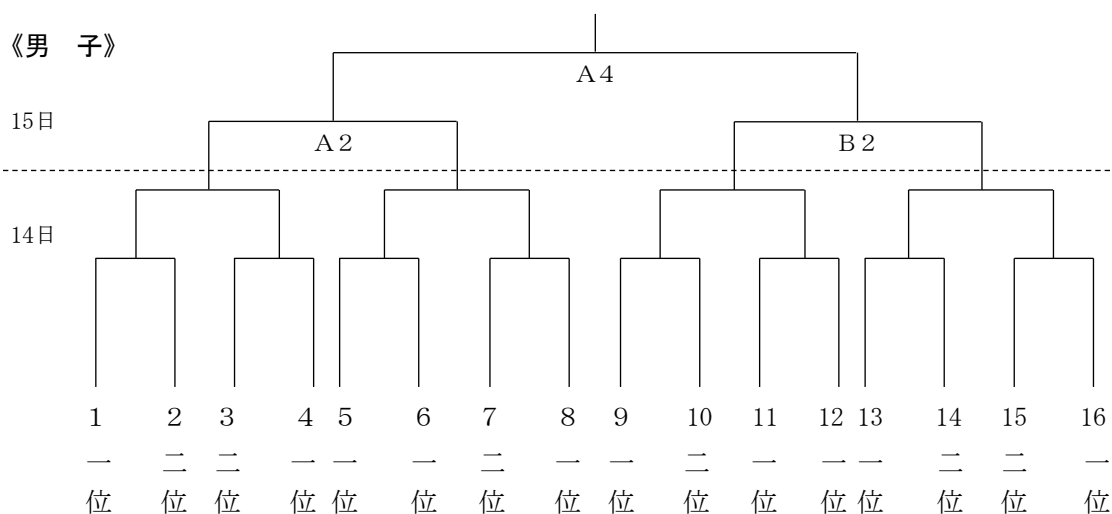 《男　子》
Ａ４
15日
Ａ２ Ｂ２
14日
１ ２ ３ ４ ５ ６ ７ ８ ９ 10 11 12 13 14 15 16
一 二 二 一 一 一 二 一 一 二 一 一 一 二 二 一
位 位 位 位 位 位 位 位 位 位 位 位 位 位 位 位